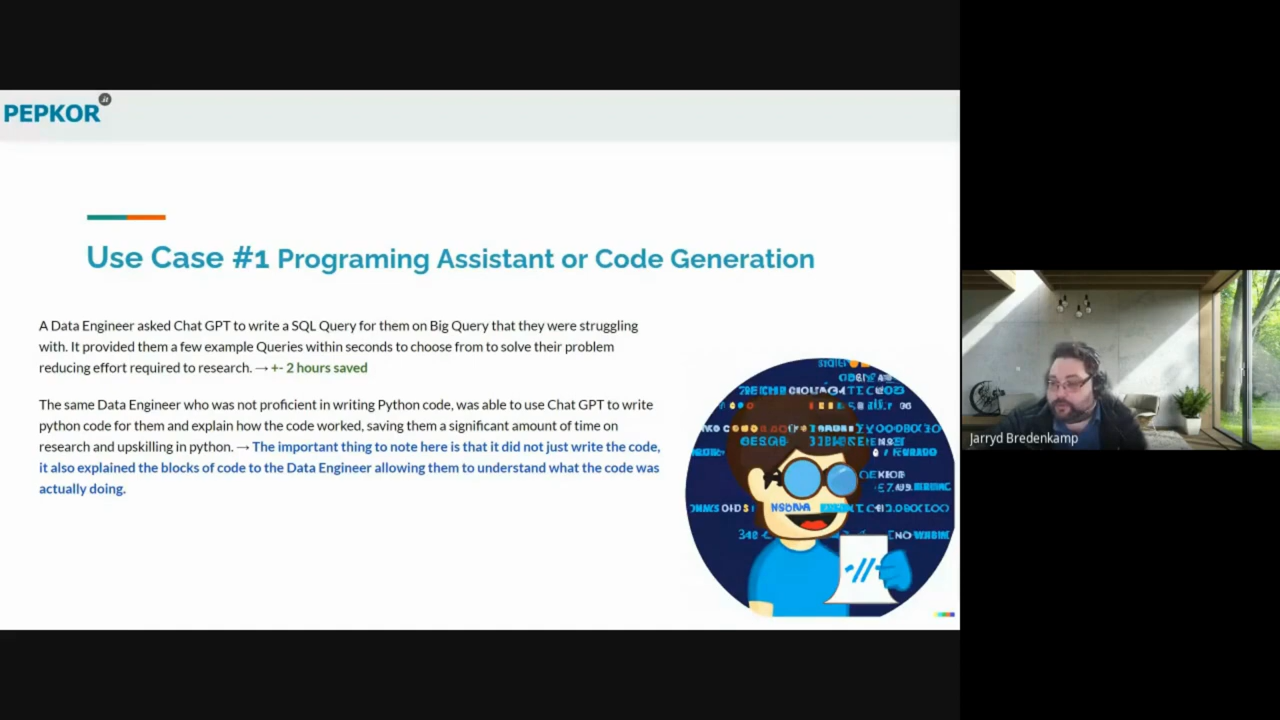 PEPKOR it
Use Case #1 Programing Assistant or Code Generation
A Data Engineer asked Chat GPT to write a SQL Query for them on Big Query that they were struggling
with. It provided them a few example Queries within seconds to choose from to solve their problem
reducing effort required to research. → +- 2 hours saved
The same Data Engineer who was not proficient in writing Python code, was able to use Chat GPT to write
python code for them and explain how the code worked, saving them a significant amount of time on
research and upskilling in python. → The important thing to note here is that it did not just write the code,
it also explained the blocks of code to the Data Engineer allowing them to understand what the code was
actually doing.
Jarryd Bredenkamp